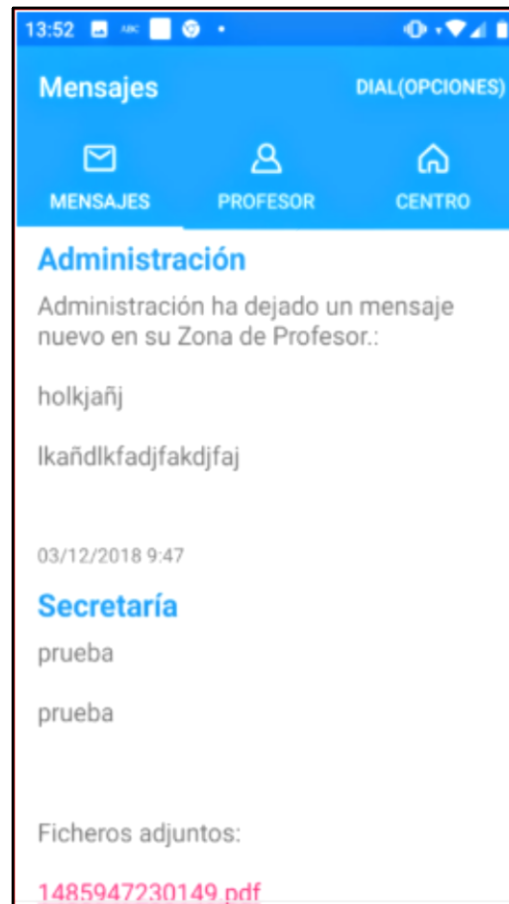 13:52 ABC
Mensajes DIAL(OPCIONES)
MENSAJES PROFESOR CENTRO
Administración
Administración ha dejado un mensaje
nuevo en su Zona de Profesor.:
holkjañj
lkañdlkfadjfakdjfaj
03/12/2018 9:47
Secretaría
prueba
prueba
Ficheros adjuntos:
1485947230149.pdf